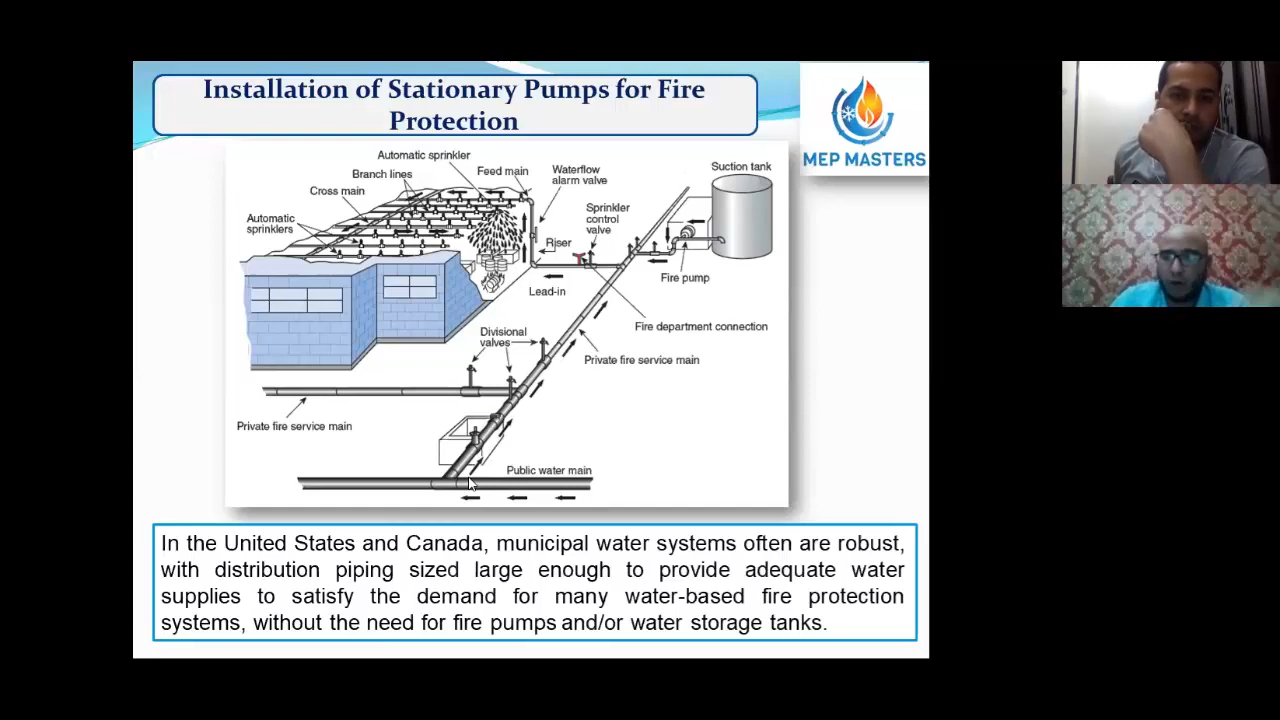 Installation of Stationary Pumps for Fire
Protection
MEP MASTERS
Automatic sprinkler
Branch lines
Feed main
Waterflow
alarm valve
Suction tank
Cross main
Automatic
sprinklers
Sprinkler
control
valve
Riser
Fire pump
Lead-in
Fire department connection
Divisional
valves
Private fire service main
Private fire service main
Public water main
In the United States and Canada, municipal water systems often are robust,
with distribution piping sized large enough to provide adequate water
supplies to satisfy the demand for many water-based fire protection
systems, without the need for fire pumps and/or water storage tanks.